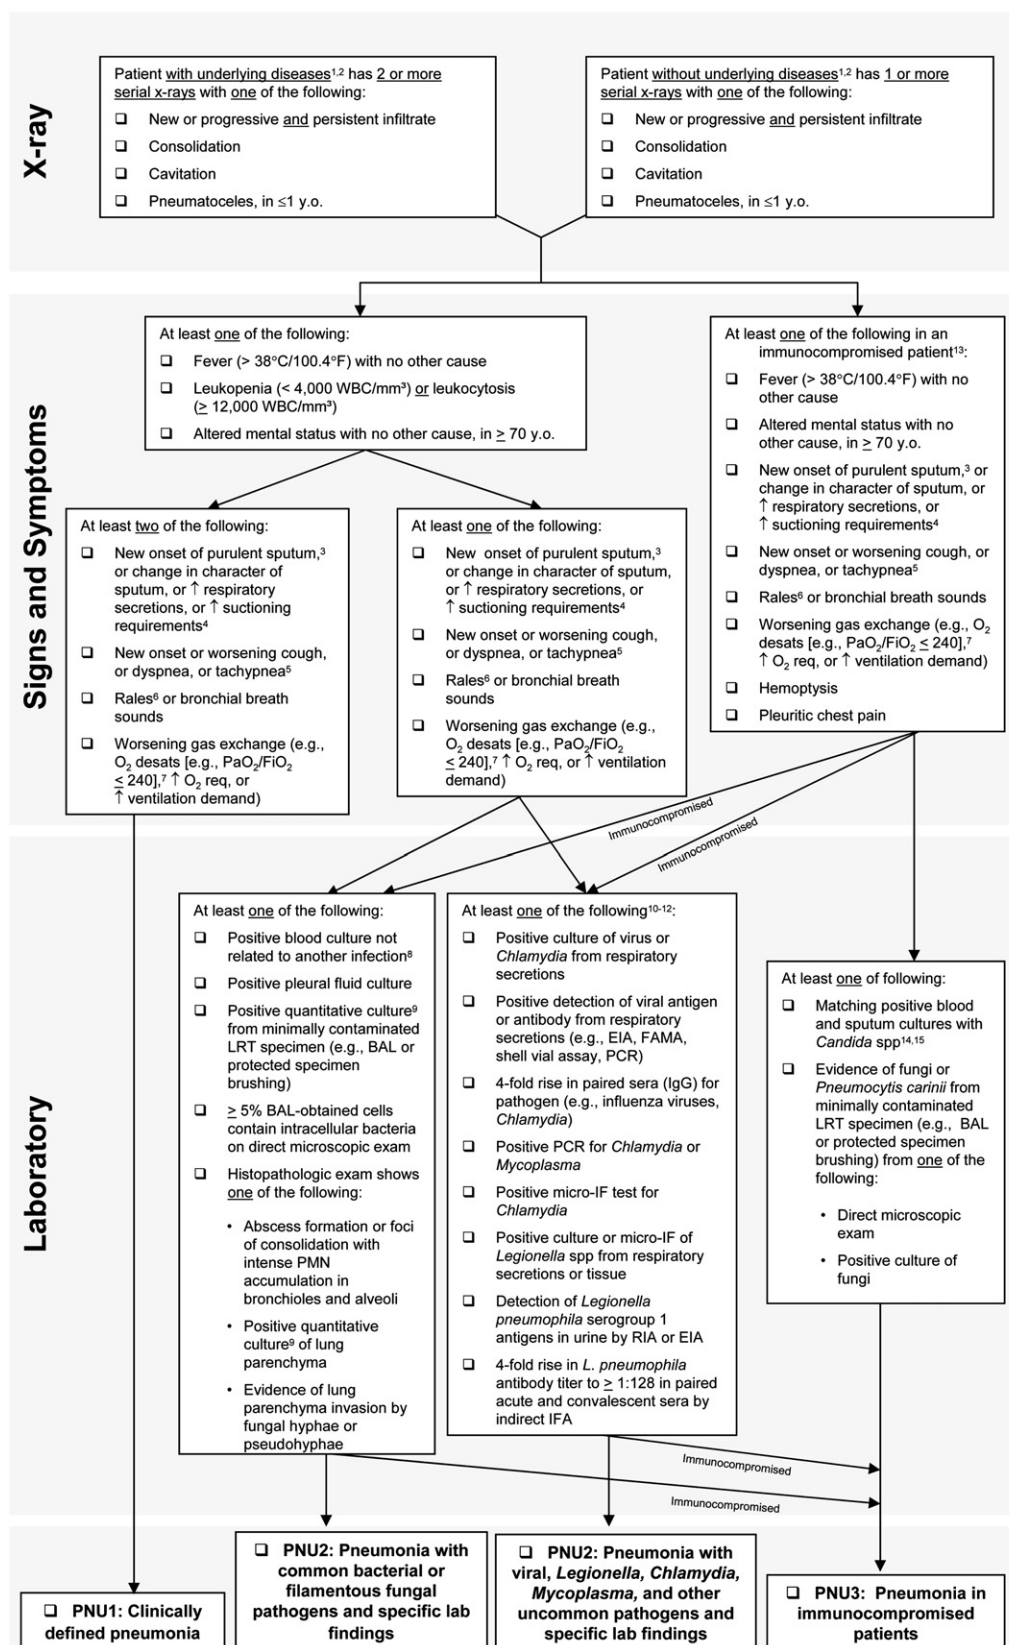 X-ray
Patient with underlying diseases¹,² has 2 or more
serial x-rays with one of the following:
❑ New or progressive and persistent infiltrate
❑ Consolidation
❑ Cavitation
❑ Pneumatoceles, in ≤1 y.o.
Patient without underlying diseases¹,² has 1 or more
serial x-rays with one of the following:
❑ New or progressive and persistent infiltrate
❑ Consolidation
❑ Cavitation
❑ Pneumatoceles, in ≤1 y.o.
Signs and Symptoms
At least one of the following:
❑ Fever (> 38°C/100.4°F) with no other cause
❑ Leukopenia (< 4,000 WBC/mm³) or leukocytosis
(≥ 12,000 WBC/mm³)
❑ Altered mental status with no other cause, in ≥ 70 y.o.
At least two of the following:
❑ New onset of purulent sputum,³
or change in character of
sputum, or ↑ respiratory
secretions, or ↑ suctioning
requirements⁴
❑ New onset or worsening cough,
or dyspnea, or tachypnea⁵
❑ Rales⁶ or bronchial breath
sounds
❑ Worsening gas exchange (e.g.,
O₂ desats [e.g., PaO₂/FiO₂
≤ 240],⁷ ↑ O₂ req, or
↑ ventilation demand)
At least one of the following:
❑ New onset of purulent sputum,³
or change in character of sputum,
or ↑ respiratory secretions, or
↑ suctioning requirements⁴
❑ New onset or worsening cough,
or dyspnea, or tachypnea⁵
❑ Rales⁶ or bronchial breath
sounds
❑ Worsening gas exchange (e.g.,
O₂ desats [e.g., PaO₂/FiO₂
≤ 240],⁷ ↑ O₂ req, or ↑ ventilation
demand)
At least one of the following in an
immunocompromised patient¹³:
❑ Fever (> 38°C/100.4°F) with no
other cause
❑ Altered mental status with no
other cause, in ≥ 70 y.o.
❑ New onset of purulent sputum,³ or
change in character of sputum, or
↑ respiratory secretions, or
↑ suctioning requirements⁴
❑ New onset or worsening cough, or
dyspnea, or tachypnea⁵
❑ Rales⁶ or bronchial breath sounds
❑ Worsening gas exchange (e.g., O₂
desats [e.g., PaO₂/FiO₂ ≤ 240],⁷
↑ O₂ req, or ↑ ventilation demand)
❑ Hemoptysis
❑ Pleuritic chest pain
Immunocompromised
Immunocompromised
Laboratory
At least one of the following:
❑ Positive blood culture not
related to another infection⁸
❑ Positive pleural fluid culture
❑ Positive quantitative culture⁹
from minimally contaminated
LRT specimen (e.g., BAL or
protected specimen
brushing)
❑ ≥ 5% BAL-obtained cells
contain intracellular bacteria
on direct microscopic exam
❑ Histopathologic exam shows
one of the following:
• Abscess formation or foci
of consolidation with
intense PMN
accumulation in
bronchioles and alveoli
• Positive quantitative
culture⁹ of lung
parenchyma
• Evidence of lung
parenchyma invasion by
fungal hyphae or
pseudohyphae
At least one of the following¹⁰⁻¹²:
❑ Positive culture of virus or
Chlamydia from respiratory
secretions
❑ Positive detection of viral antigen
or antibody from respiratory
secretions (e.g., EIA, FAMA,
shell vial assay, PCR)
❑ 4-fold rise in paired sera (IgG) for
pathogen (e.g., influenza viruses,
Chlamydia)
❑ Positive PCR for Chlamydia or
Mycoplasma
❑ Positive micro-IF test for
Chlamydia
❑ Positive culture or micro-IF of
Legionella spp from respiratory
secretions or tissue
❑ Detection of Legionella
pneumophila serogroup 1
antigens in urine by RIA or EIA
❑ 4-fold rise in L. pneumophila
antibody titer to ≥ 1:128 in paired
acute and convalescent sera by
indirect IFA
At least one of following:
❑ Matching positive blood
and sputum cultures with
Candida spp¹⁴,¹⁵
❑ Evidence of fungi or
Pneumocytis carinii from
minimally contaminated
LRT specimen (e.g., BAL
or protected specimen
brushing) from one of the
following:
• Direct microscopic
exam
• Positive culture of
fungi
Immunocompromised
Immunocompromised
❑ PNU1: Clinically
defined pneumonia
❑ PNU2: Pneumonia with
common bacterial or
filamentous fungal
pathogens and specific lab
findings
❑ PNU2: Pneumonia with
viral, Legionella, Chlamydia,
Mycoplasma, and other
uncommon pathogens and
specific lab findings
❑ PNU3: Pneumonia in
immunocompromised
patients